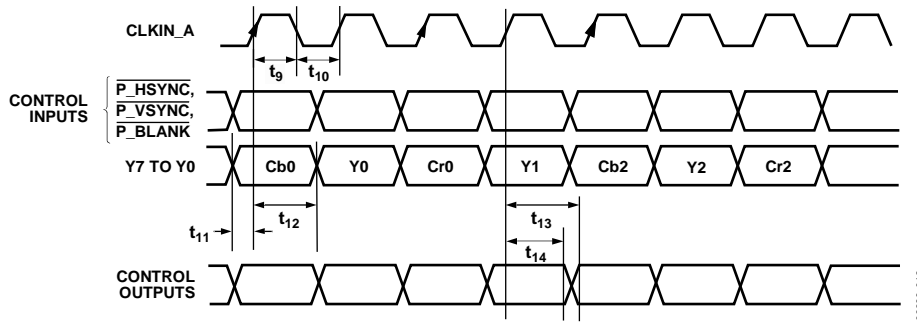 CLKIN_A
t9 t10
CONTROL INPUTS
P_HSYNC,
P_VSYNC,
P_BLANK
Y7 TO Y0 Cb0 Y0 Cr0 Y1 Cb2 Y2 Cr2
t12 t13
t11 t14
CONTROL OUTPUTS